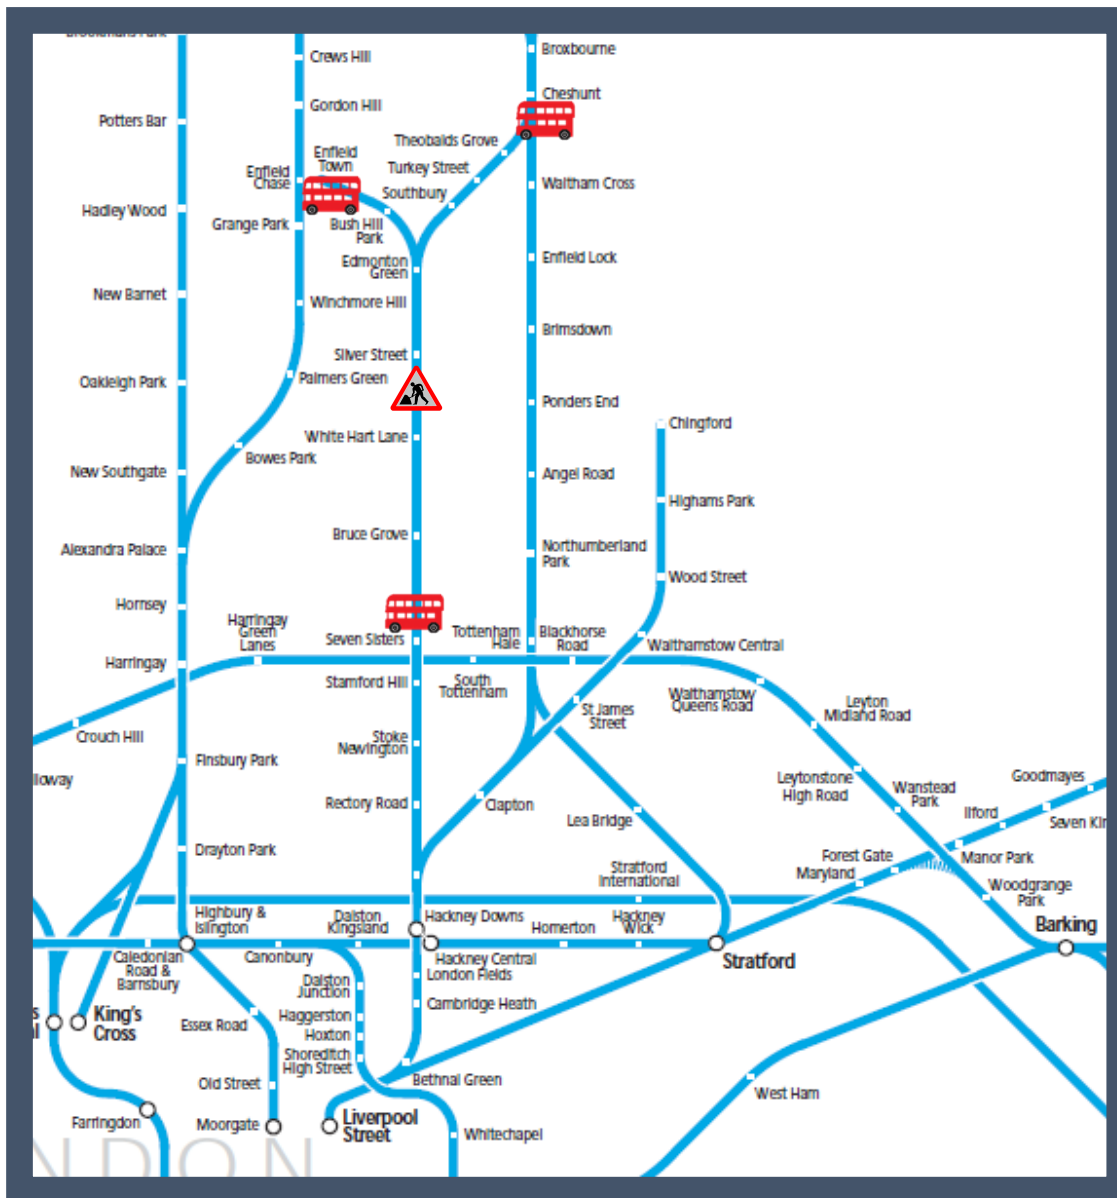 Crews Hill
Gordon Hill
Broxbourne
Cheshunt
Potters Bar
Theobalds Grove
Enfield
Town
Turkey Street
Enfield
Chase
Southbury
Waltham Cross
Hadley Wood
Grange Park
Bush Hill
Park
Edmonton
Green
Enfield Lock
New Barnet
Winchmore Hill
Brimsdown
Silver Street
Oakleigh Park
Palmers Green
Ponders End
Chingford
White Hart Lane
Bowes Park
New Southgate
Angel Road
Highams Park
Bruce Grove
Alexandra Palace
Northumberland
Park
Wood Street
Hornsey
Harringay
Green
Lanes
Seven Sisters
Tottenham
Hale
Blackhorse
Road
Walthamstow Central
Harringay
Stamford Hill
South
Tottenham
Walthamstow
Queens Road
St James
Street
Leyton
Midland Road
Crouch Hill
Stoke
Newington
Finsbury Park
lloway
Leytonstone
High Road
Wanstead
Park
Goodmayes
Rectory Road
Clapton
Lea Bridge
Ilford
Seven Kin
Drayton Park
Stratford
International
Forest Gate
Maryland
Manor Park
Woodgrange
Park
Highbury &
Islington
Dalston
Kingsland
Hackney Downs
Homerton
Hackney
Wick
Barking
Caledonian
Road &
Barnsbury
Canonbury
Hackney Central
Stratford
London Fields
Dalston
Junction
Cambridge Heath
King's
Cross
Essex Road
Haggerston
Hoxton
Shoreditch
High Street
Old Street
Bethnal Green
West Ham
Farringdon
Moorgate
Liverpool
Street
Whitechapel
NDON